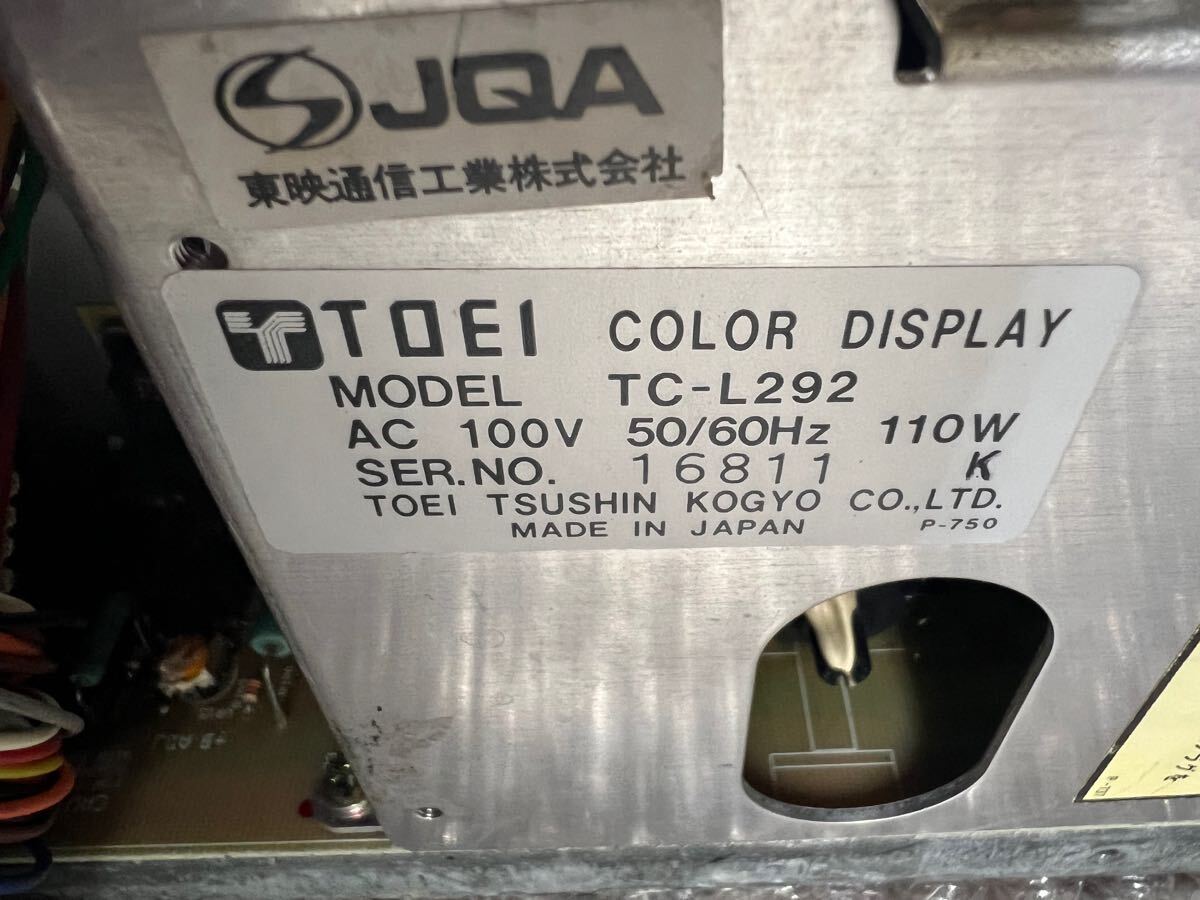 JQA
東映通信工業株式会社
TOEI COLOR DISPLAY
MODEL TC-L292
AC 100V 50/60Hz 110W
SER.NO. 16811 K
TOEI TSUSHIN KOGYO CO.,LTD.
MADE IN JAPAN P-750
+B ADJ